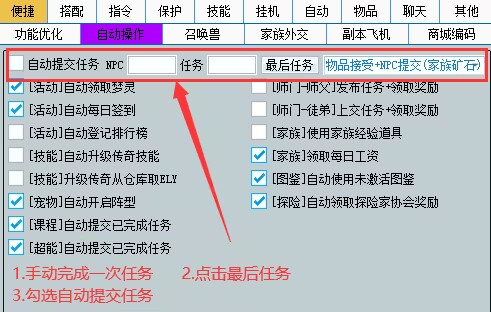 便捷 搭配 指令 保护 技能 挂机 自动 物品 聊天 其他
功能优化 自动操作 召唤兽 家族外交 副本飞机 商城编码
自动提交任务 NPC 任务 最后任务 物品接受+NPC提交(家族矿石)
[活动]自动领取梦灵 [师门-师父]发布任务+领取奖励
[活动]自动每日签到 [师门-徒弟]上交任务+领取奖励
[活动]自动登记排行榜 [家族]使用家族经验道具
[技能]自动升级传奇技能 [家族]领取每日工资
[技能]升级传奇从仓库取ELY [图鉴]自动使用未激活图鉴
[宠物]自动开启阵型 [探险]自动领取探险家协会奖励
[课程]自动提交已完成任务
[超能]自动提交已完成任务
1.手动完成一次任务 2.点击最后任务
3.勾选自动提交任务